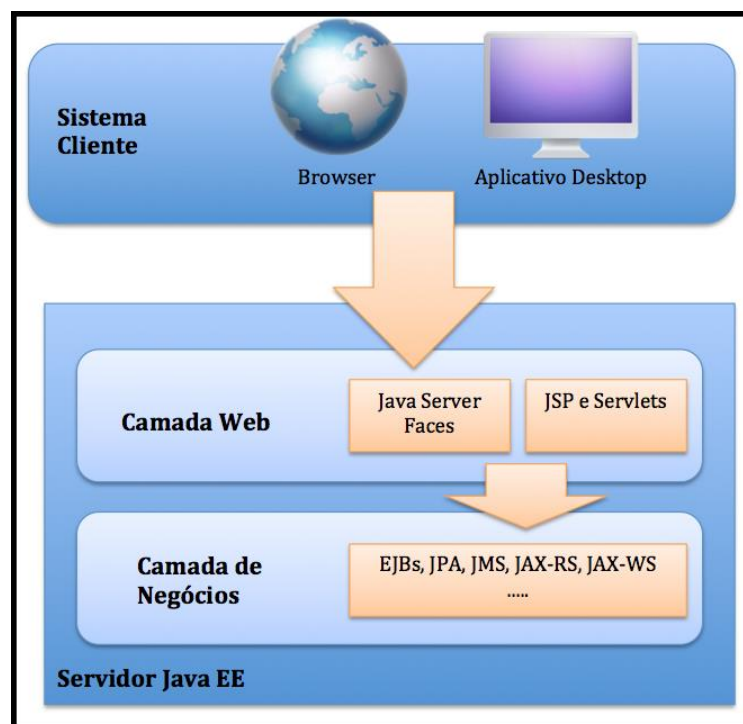 Sistema
Cliente
Browser
Aplicativo Desktop
Camada Web
Java Server
Faces
JSP e Servlets
Camada de
Negócios
EJBs, JPA, JMS, JAX-RS, JAX-WS
.....
Servidor Java EE